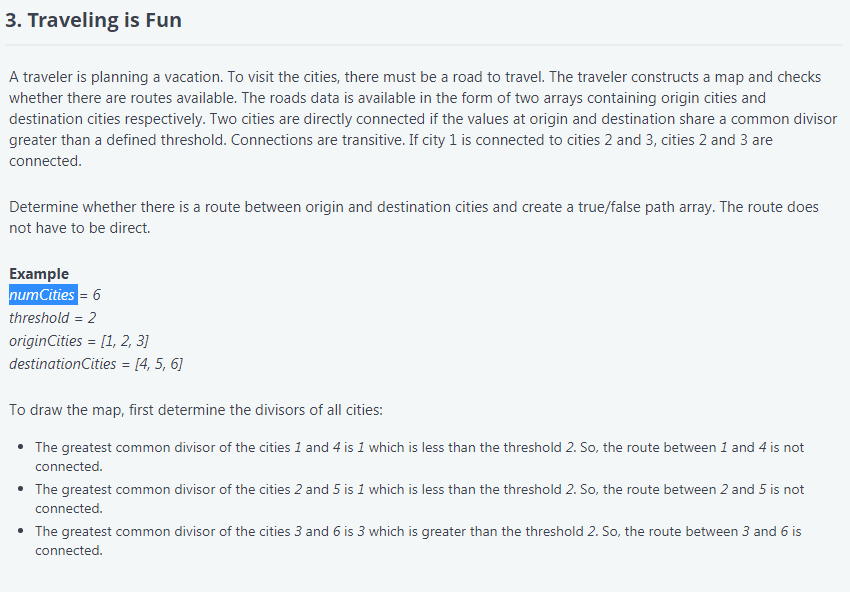 3. Traveling is Fun
A traveler is planning a vacation. To visit the cities, there must be a road to travel. The traveler constructs a map and checks
whether there are routes available. The roads data is available in the form of two arrays containing origin cities and
destination cities respectively. Two cities are directly connected if the values at origin and destination share a common divisor
greater than a defined threshold. Connections are transitive. If city 1 is connected to cities 2 and 3, cities 2 and 3 are
connected.
Determine whether there is a route between origin and destination cities and create a true/false path array. The route does
not have to be direct.
Example
numCities = 6
threshold = 2
originCities = [1, 2, 3]
destinationCities = [4, 5, 6]
To draw the map, first determine the divisors of all cities:
• The greatest common divisor of the cities 1 and 4 is 1 which is less than the threshold 2. So, the route between 1 and 4 is not
connected.
• The greatest common divisor of the cities 2 and 5 is 1 which is less than the threshold 2. So, the route between 2 and 5 is not
connected.
• The greatest common divisor of the cities 3 and 6 is 3 which is greater than the threshold 2. So, the route between 3 and 6 is
connected.